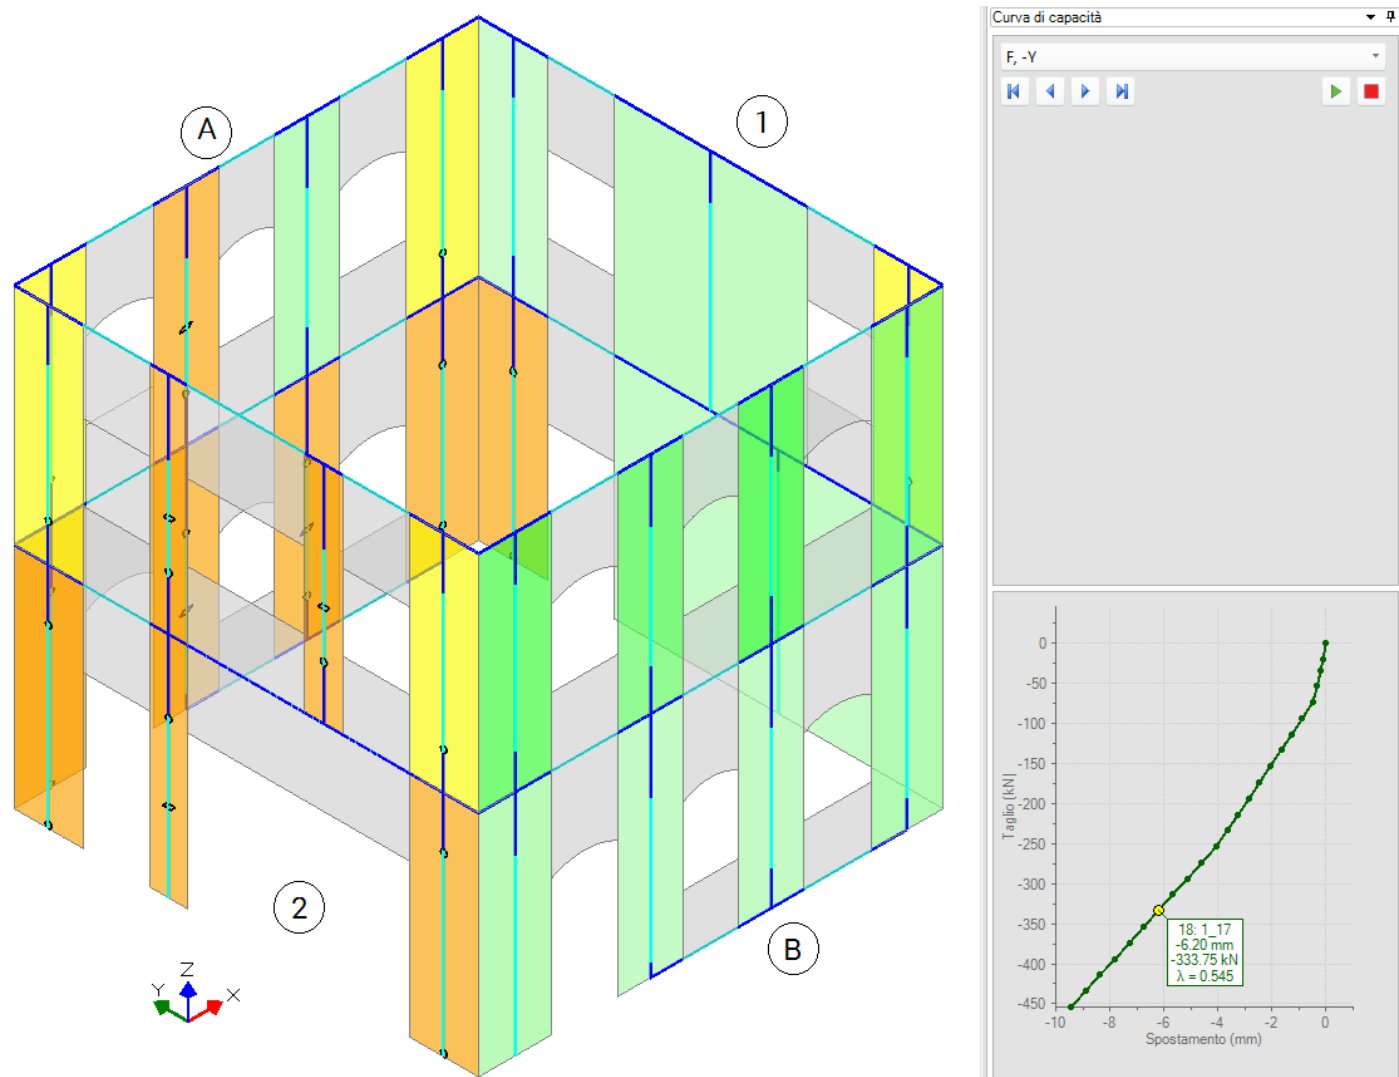 Curva di capacità
F, -Y
A
1
2
B
Z
Y
X
0
-50
-100
-150
-200
-250
-300
-350
-400
-450
Taglio (kN)
18: 1_17
-6.20 mm
-333.75 kN
λ = 0.545
-10
-8
-6
-4
-2
0
Spostamento (mm)